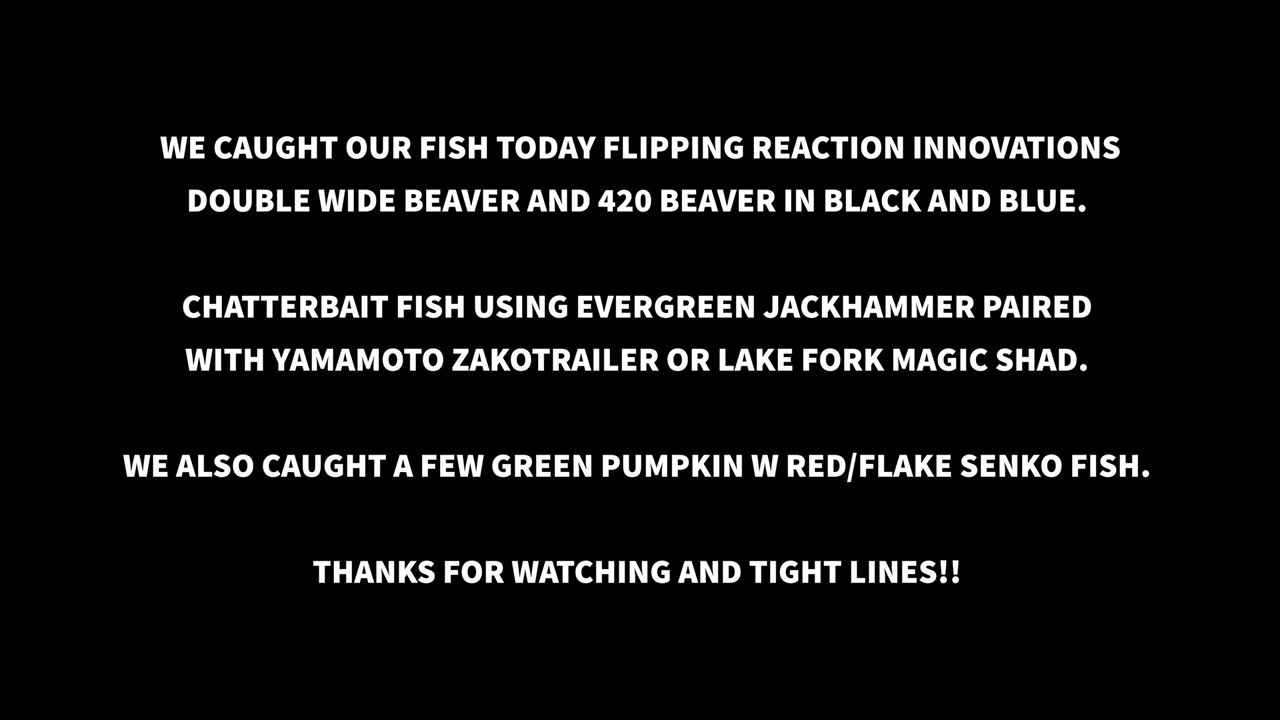 WE CAUGHT OUR FISH TODAY FLIPPING REACTION INNOVATIONS
DOUBLE WIDE BEAVER AND 420 BEAVER IN BLACK AND BLUE.
CHATTERBAIT FISH USING EVERGREEN JACKHAMMER PAIRED
WITH YAMAMOTO ZAKOTRAILER OR LAKE FORK MAGIC SHAD.
WE ALSO CAUGHT A FEW GREEN PUMPKIN W RED/FLAKE SENKO FISH.
THANKS FOR WATCHING AND TIGHT LINES!!